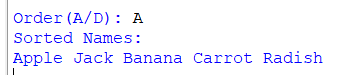 Order(A/D): A
Sorted Names:
Apple Jack Banana Carrot Radish